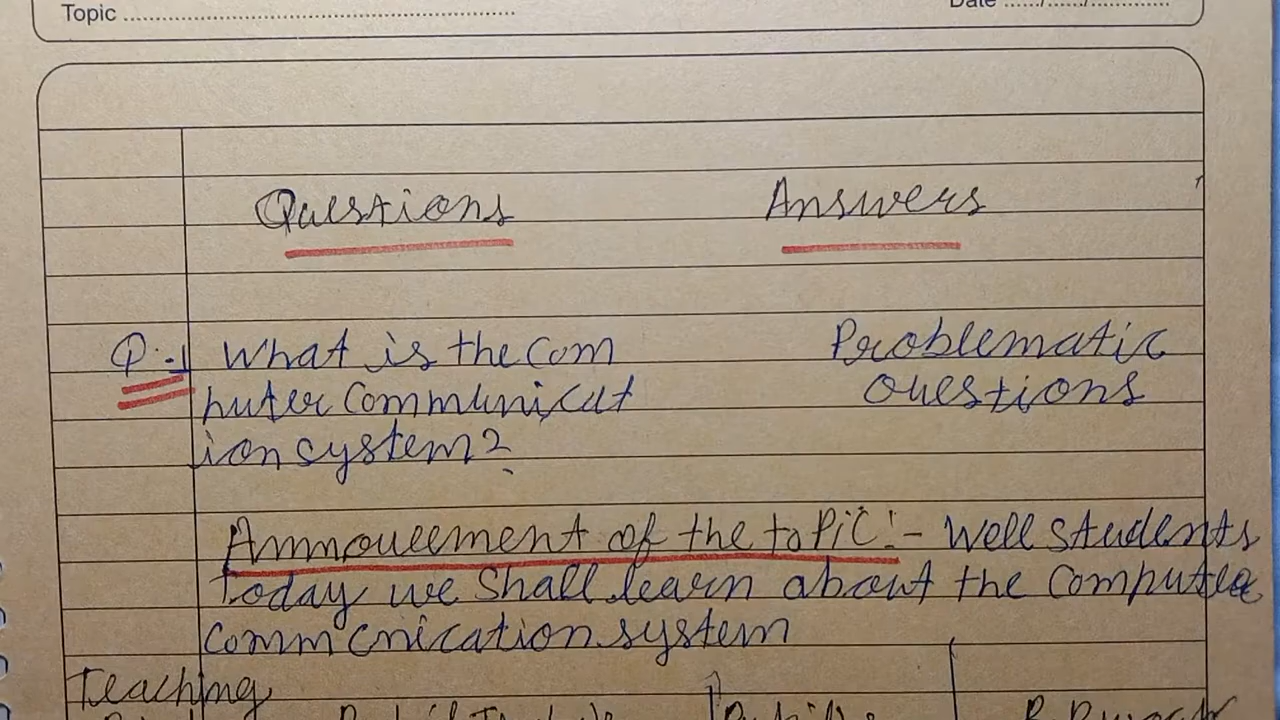 Topic ..........
Date ....../....../..........
Questions Answers
Q.-1 What is the Com Problematic
puter Communicat Questions
ion system?
Announcement of the topic:- Well students
today we shall learn about the computer
Commcnication system
Teaching